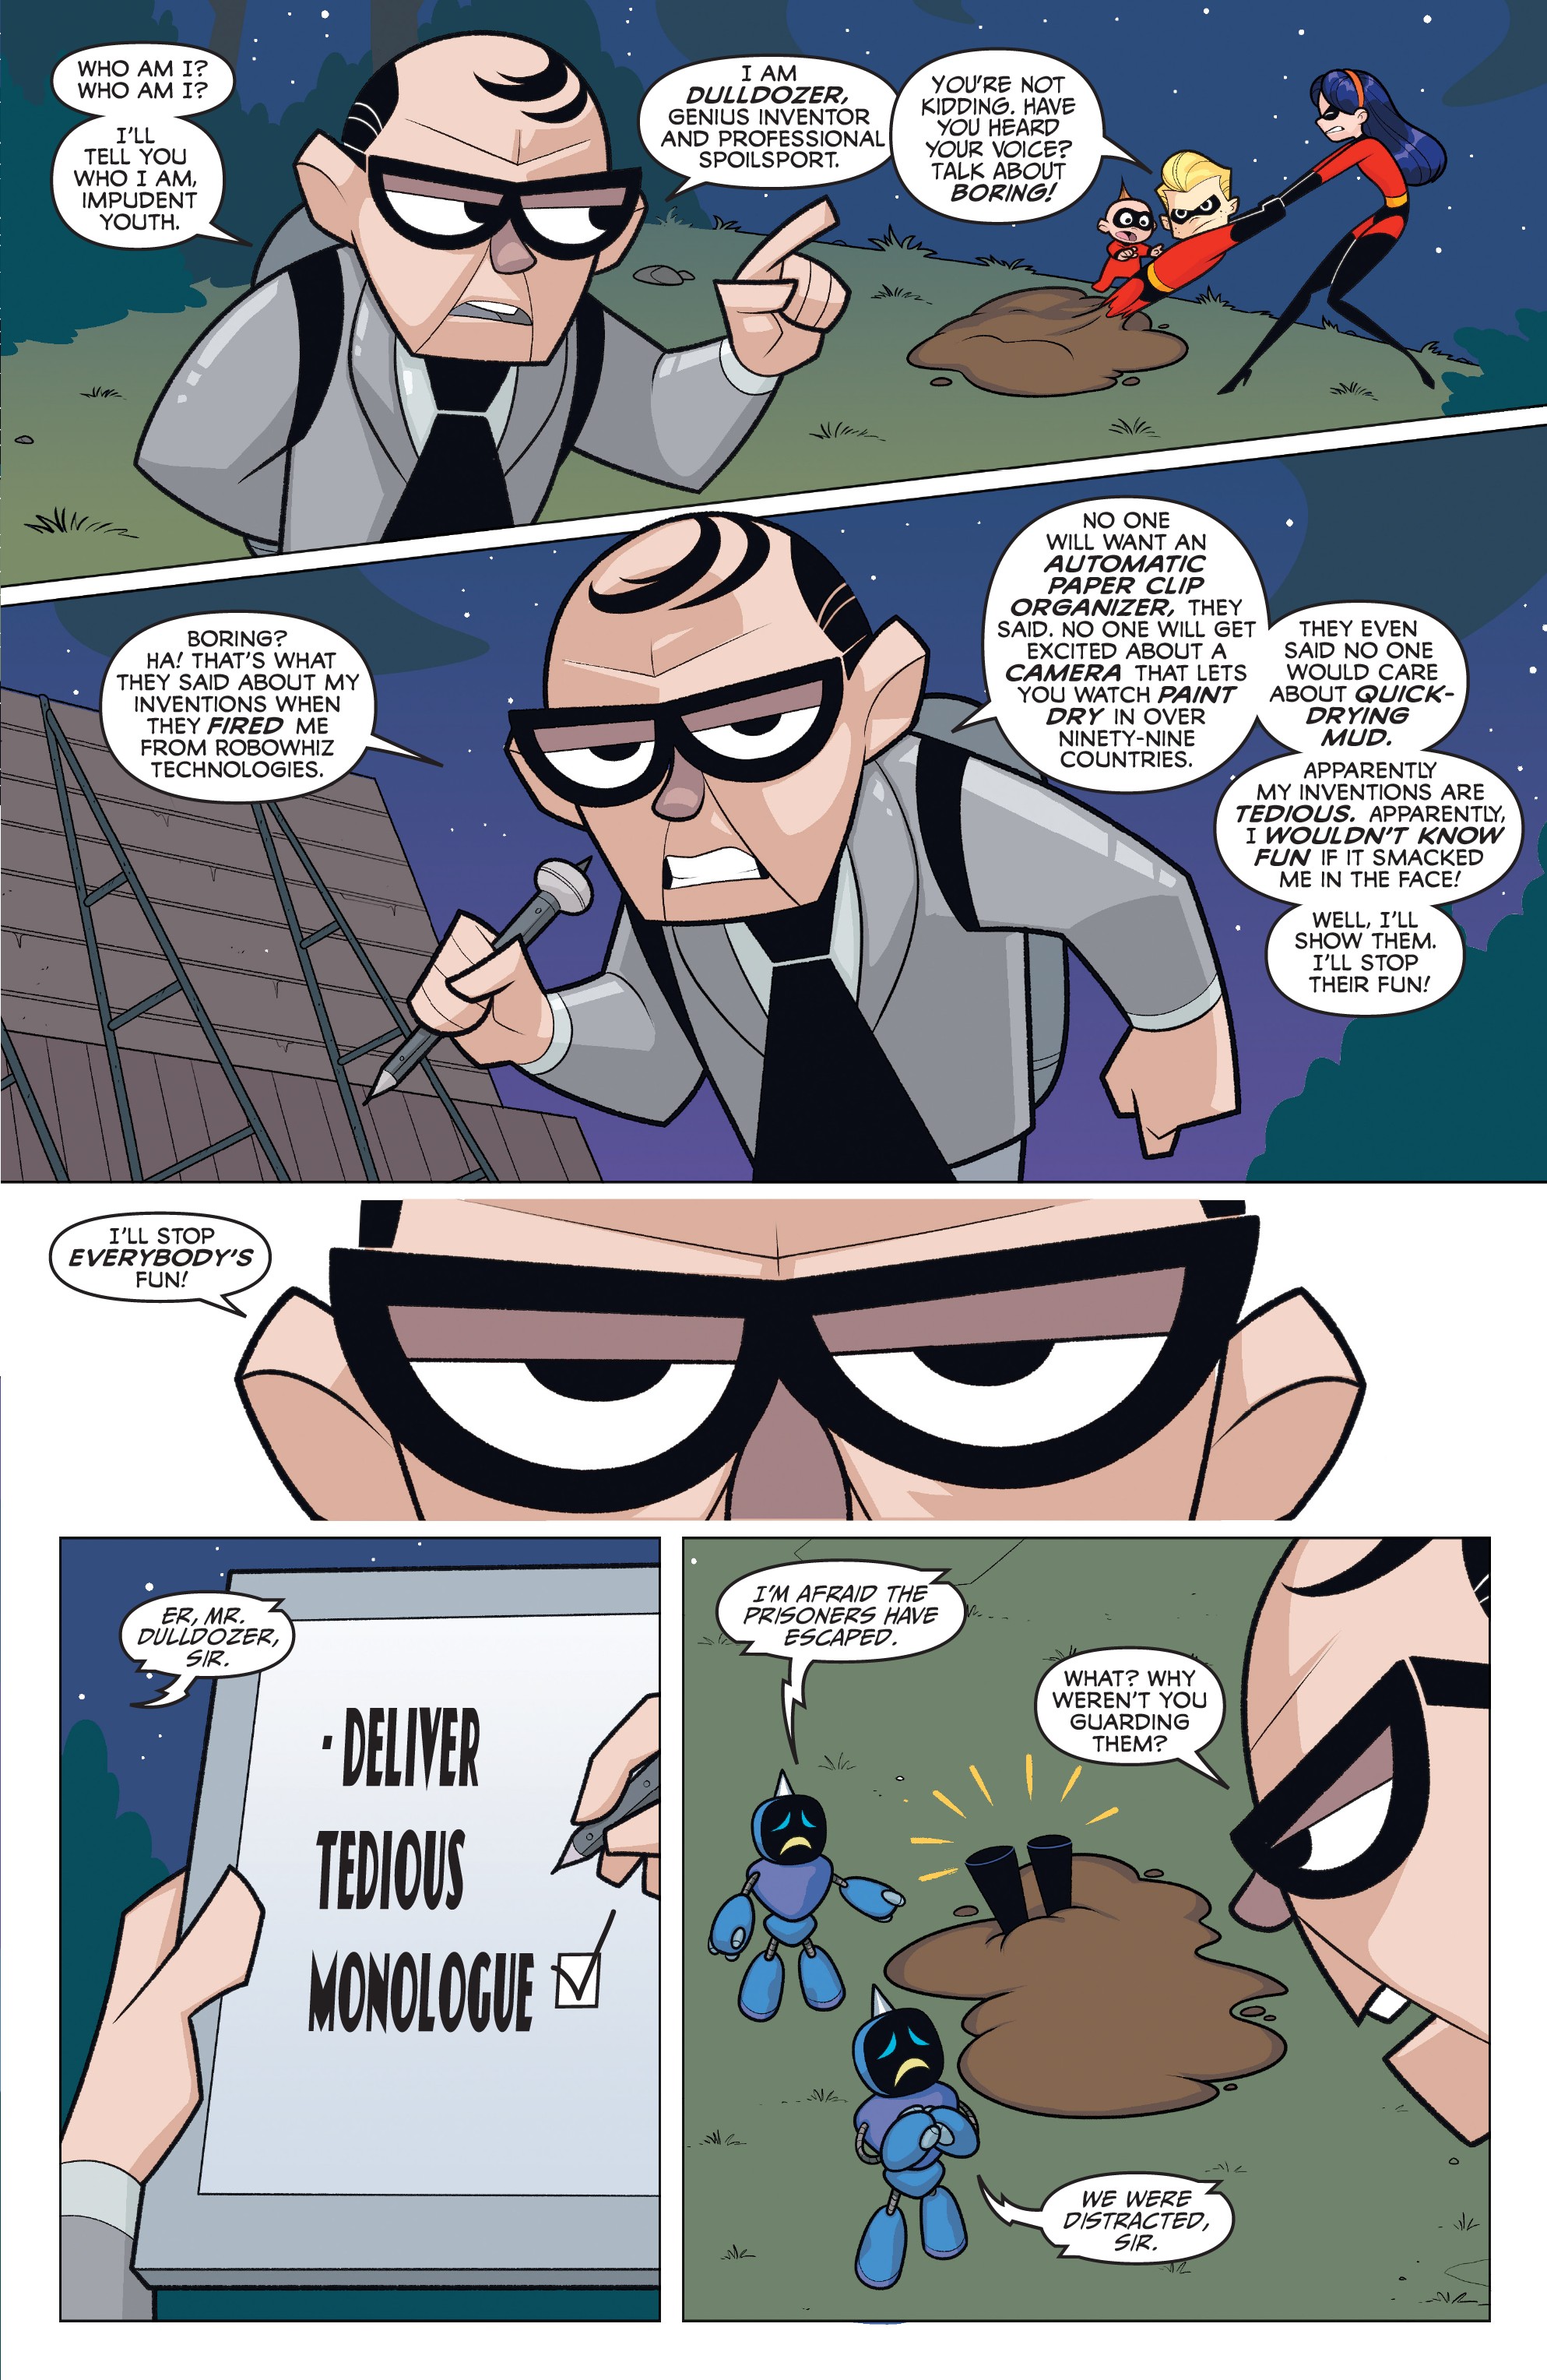 WHO AM I?
WHO AM I?
I'LL
TELL YOU
WHO I AM,
IMPUDENT
YOUTH.
I AM
DULLDOZER,
GENIUS INVENTOR
AND PROFESSIONAL
SPOILSPORT.
YOU'RE NOT
KIDDING. HAVE
YOU HEARD
YOUR VOICE?
TALK ABOUT
BORING!
BORING?
HA! THAT'S WHAT
THEY SAID ABOUT MY
INVENTIONS WHEN
THEY FIRED ME
FROM ROBOWHIZ
TECHNOLOGIES.
NO ONE
WILL WANT AN
AUTOMATIC
PAPER CLIP
ORGANIZER, THEY
SAID. NO ONE WILL GET
EXCITED ABOUT A
CAMERA THAT LETS
YOU WATCH PAINT
DRY IN OVER
NINETY-NINE
COUNTRIES.
THEY EVEN
SAID NO ONE
WOULD CARE
ABOUT QUICK-
DRYING
MUD.
APPARENTLY
MY INVENTIONS ARE
TEDIOUS. APPARENTLY,
I WOULDN'T KNOW
FUN IF IT SMACKED
ME IN THE FACE!
WELL, I'LL
SHOW THEM.
I'LL STOP
THEIR FUN!
I'LL STOP
EVERYBODY'S
FUN!
ER, MR.
DULLDOZER,
SIR.
- DELIVER
TEDIOUS
MONOLOGUE
I'M AFRAID THE
PRISONERS HAVE
ESCAPED.
WHAT? WHY
WEREN'T YOU
GUARDING
THEM?
WE WERE
DISTRACTED,
SIR.